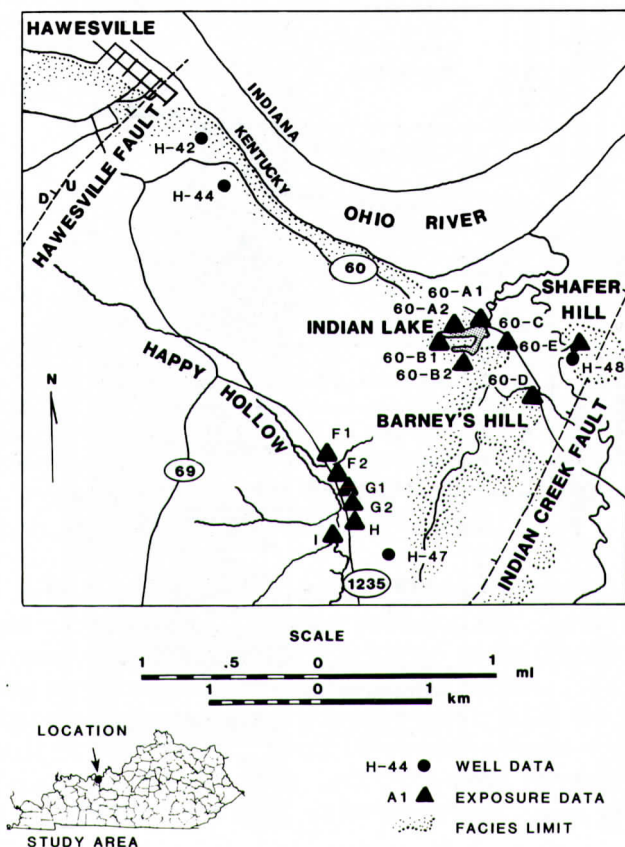 HAWESVILLE
INDIANA
KENTUCKY
H-42
H-44
HAWESVILLE FAULT
D
U
OHIO RIVER
60
60-A1
60-A2
SHAFER
HILL
60-C
INDIAN LAKE
60-E
60-B1
60-B2
H-48
60-D
HAPPY
HOLLOW
N
BARNEY'S HILL
INDIAN CREEK FAULT
69
F1
F2
G1
G2
H
I
H-47
1235
SCALE
1 .5 0 1
mi
1 0 1
km
LOCATION
STUDY AREA
H-44 WELL DATA
A1 EXPOSURE DATA
FACIES LIMIT